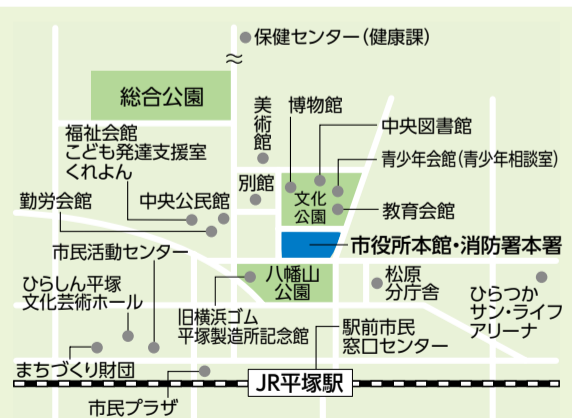 保健センター（健康課）
総合公園
美術館
博物館
中央図書館
福祉会館
こども発達支援室
くれよん
青少年会館（青少年相談室）
勤労会館
中央公民館
別館
文化
公園
教育会館
市役所本館・消防署本署
市民活動センター
八幡山
公園
松原
分庁舎
ひらしん平塚
文化芸術ホール
ひらつか
サン・ライフ
アリーナ
旧横浜ゴム
平塚製造所記念館
駅前市民
窓口センター
まちづくり財団
JR平塚駅
市民プラザ